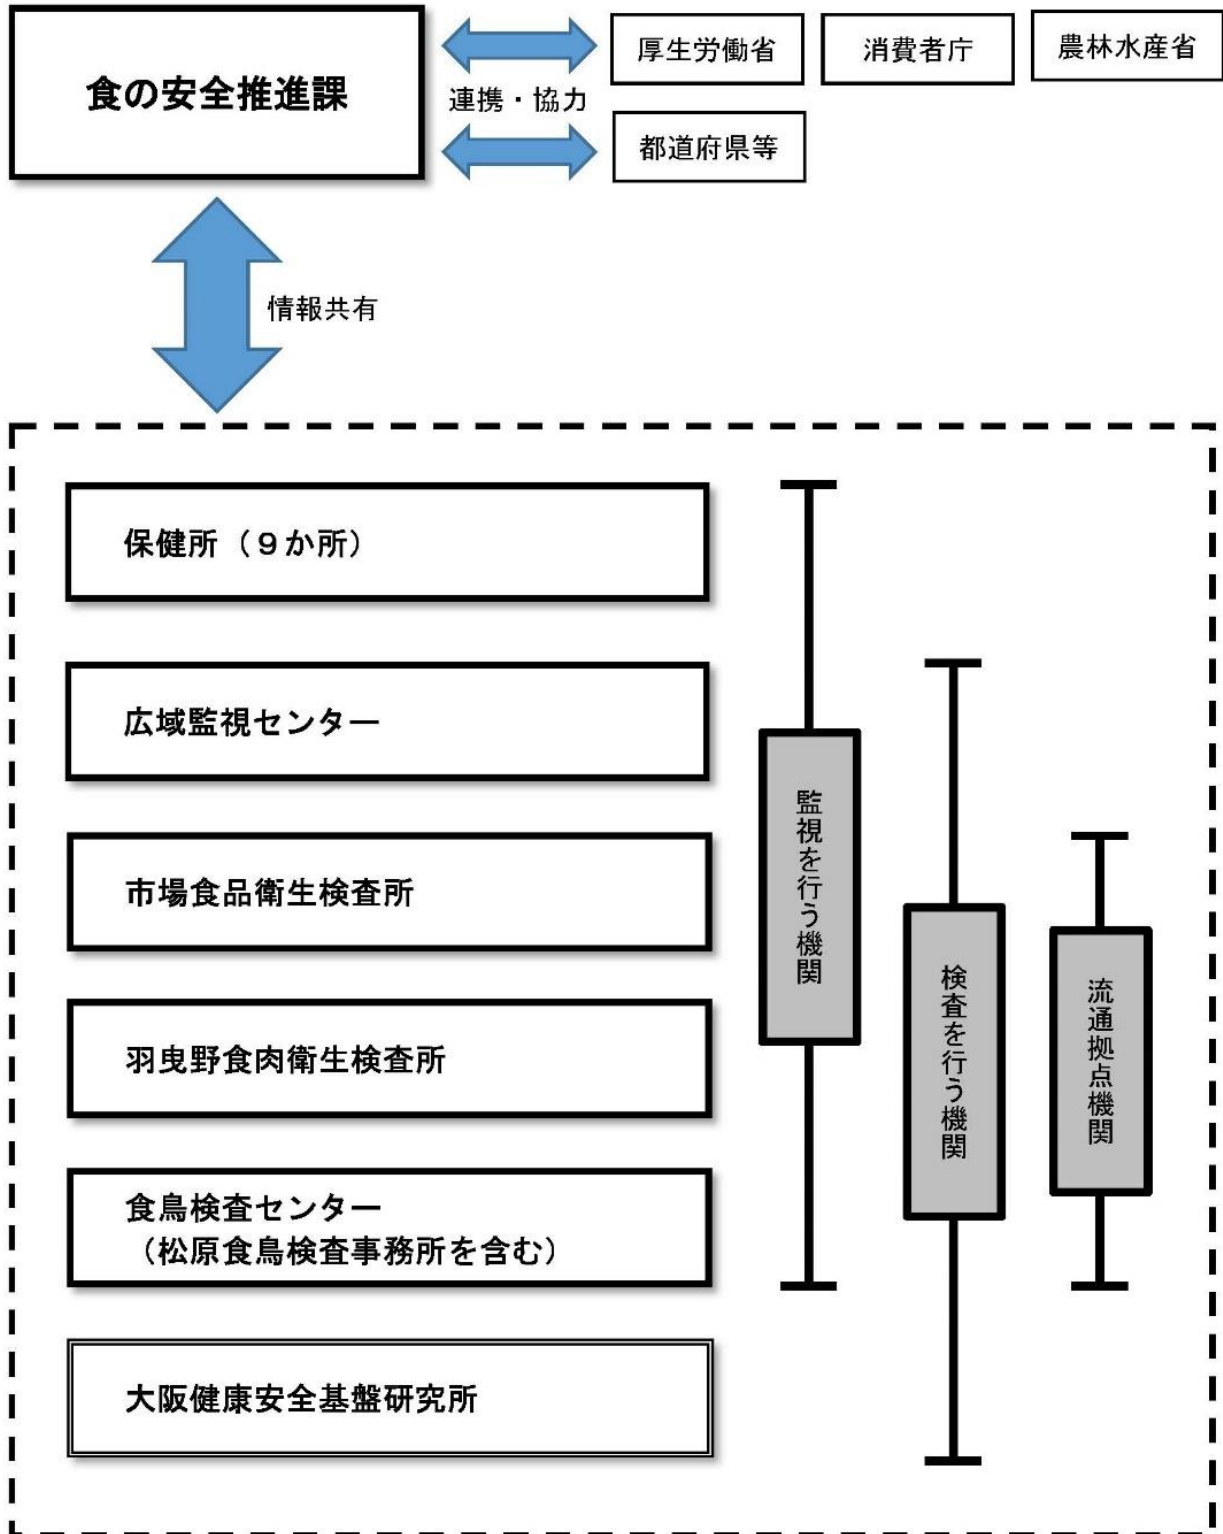 食の安全推進課
連携・協力
厚生労働省
消費者庁
農林水産省
都道府県等
情報共有
保健所（９か所）
広域監視センター
市場食品衛生検査所
羽曳野食肉衛生検査所
食鳥検査センター
（松原食鳥検査事務所を含む）
大阪健康安全基盤研究所
監視を行う機関
検査を行う機関
流通拠点機関